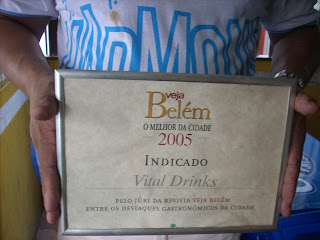 veja
Belém
O MELHOR DA CIDADE
2005
INDICADO
Vital Drinks
PELO JÚRI DA REVISTA VEJA BELÉM
ENTRE OS DESTAQUES GASTRONÔMICOS DA CIDADE.